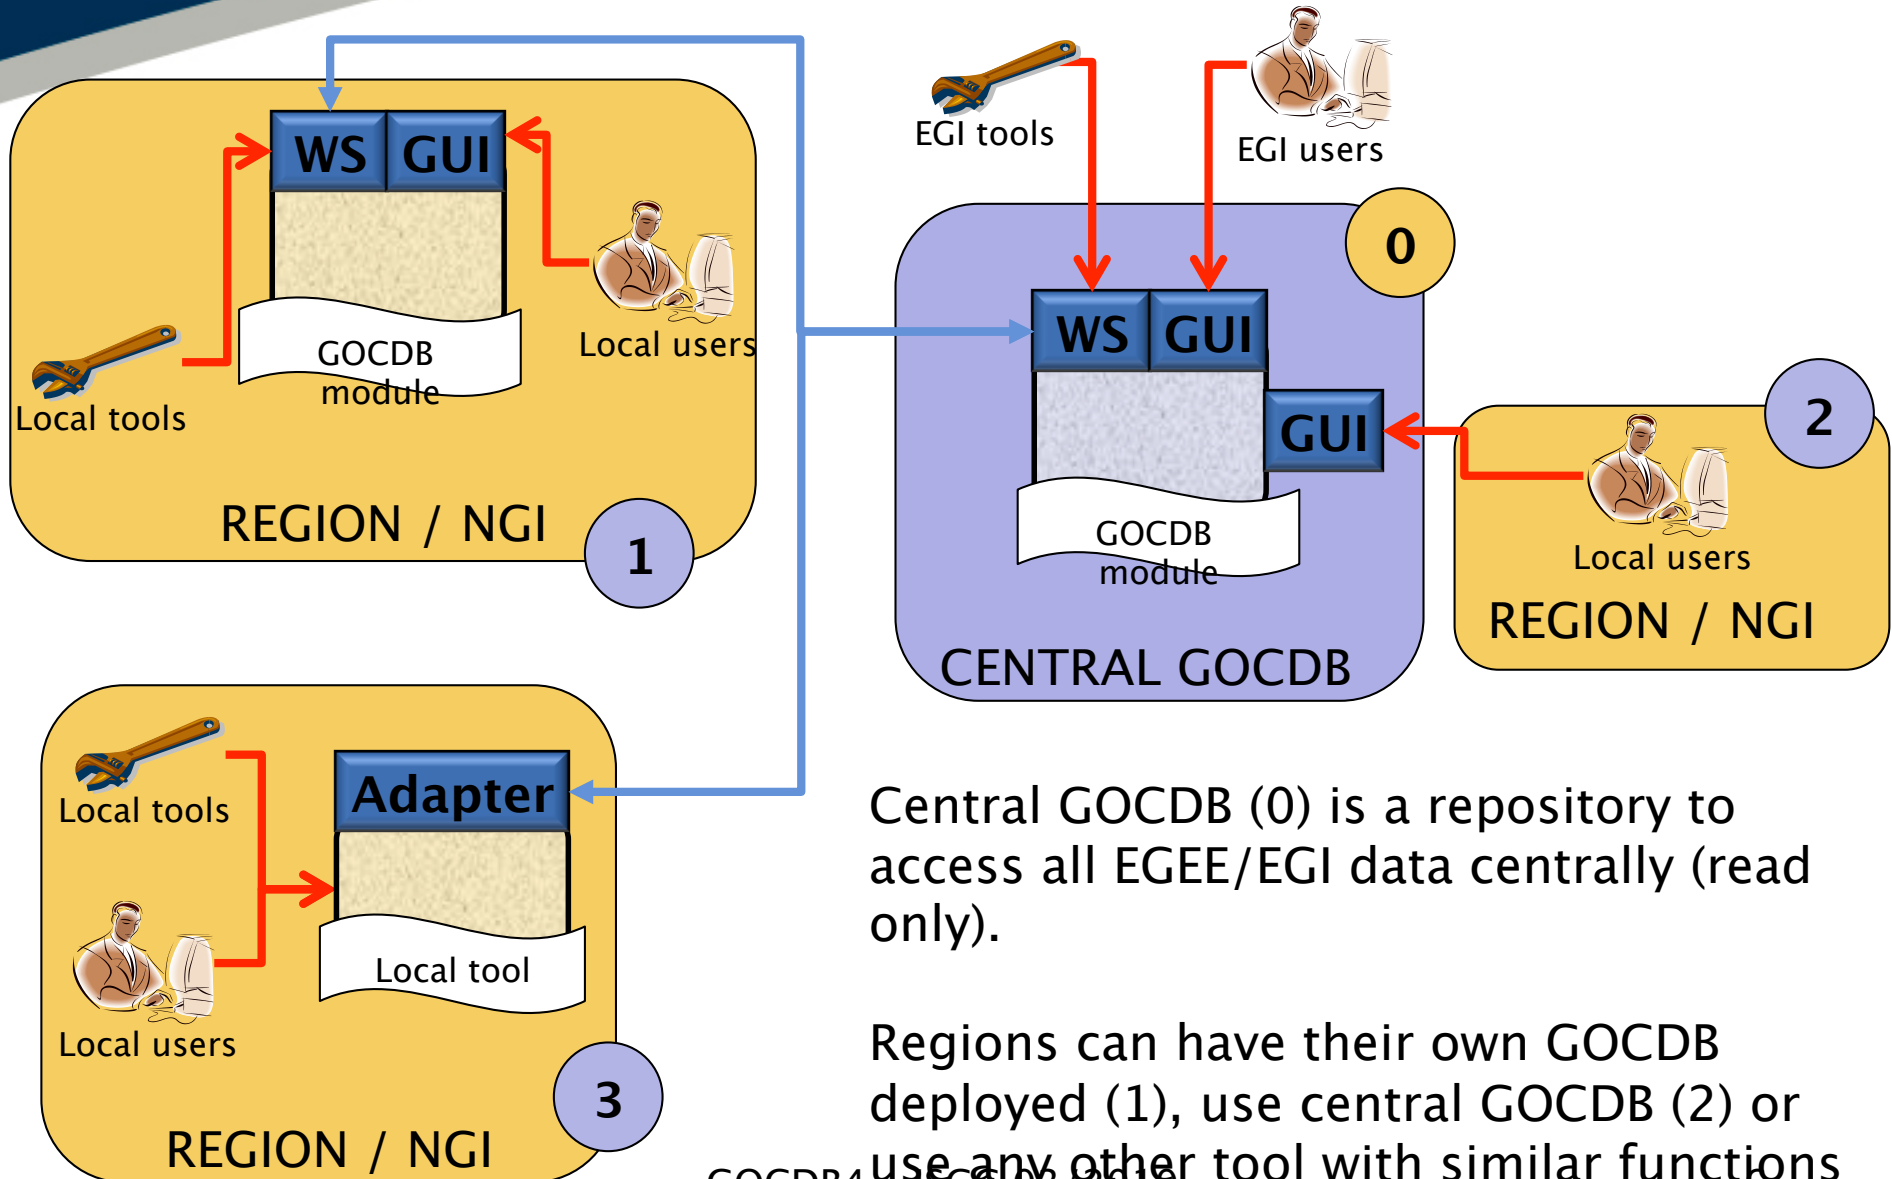 WS GUI
GOCDB
module
Local users
Local tools
REGION / NGI
1
EGI tools
EGI users
0
WS GUI
GUI
GOCDB
module
CENTRAL GOCDB
2
Local users
REGION / NGI
Local tools
Adapter
Local tool
Local users
3
REGION / NGI
Central GOCDB (0) is a repository to
access all EGEE/EGI data centrally (read
only).
Regions can have their own GOCDB
deployed (1), use central GOCDB (2) or
use any other tool with similar functions
GOCDB4